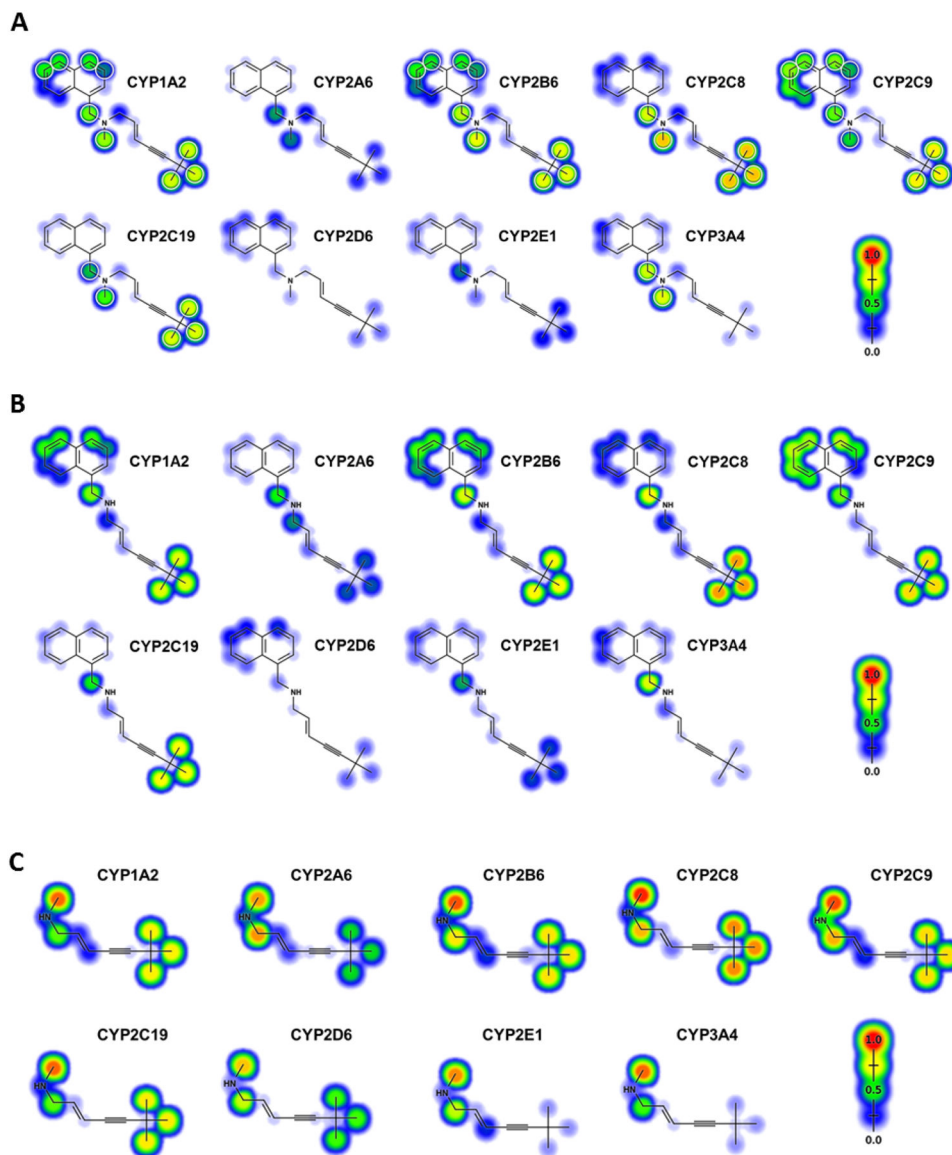 A
CYP1A2 CYP2A6 CYP2B6 CYP2C8 CYP2C9
N N N N N
CYP2C19 CYP2D6 CYP2E1 CYP3A4
N N N N
1.0
0.5
0.0
B
CYP1A2 CYP2A6 CYP2B6 CYP2C8 CYP2C9
NH NH NH NH NH
CYP2C19 CYP2D6 CYP2E1 CYP3A4
NH NH NH NH
1.0
0.5
0.0
C
CYP1A2 CYP2A6 CYP2B6 CYP2C8 CYP2C9
HN HN HN HN HN
CYP2C19 CYP2D6 CYP2E1 CYP3A4
HN HN HN HN
1.0
0.5
0.0